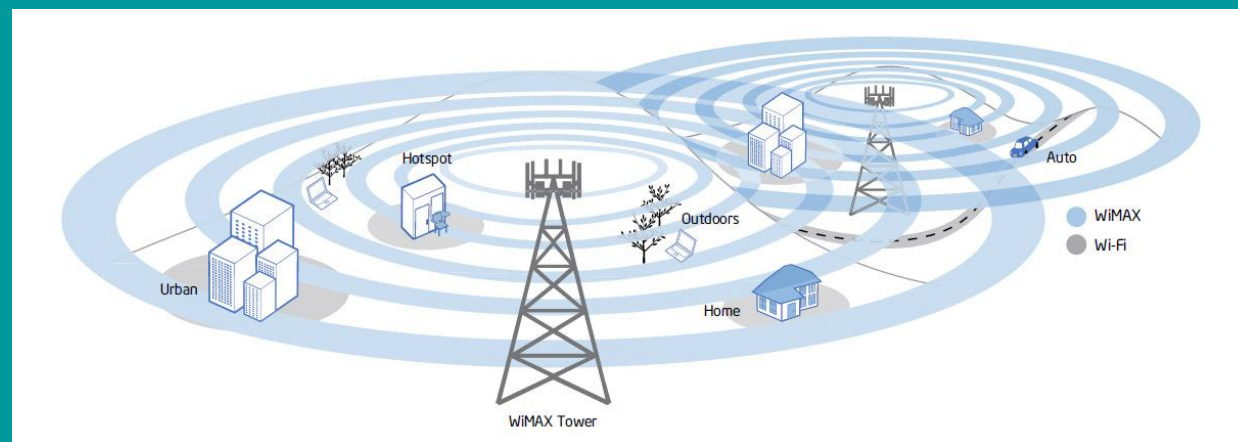 Hotspot
Auto
Outdoors
WiMAX
Wi-Fi
Urban
Home
WiMAX Tower